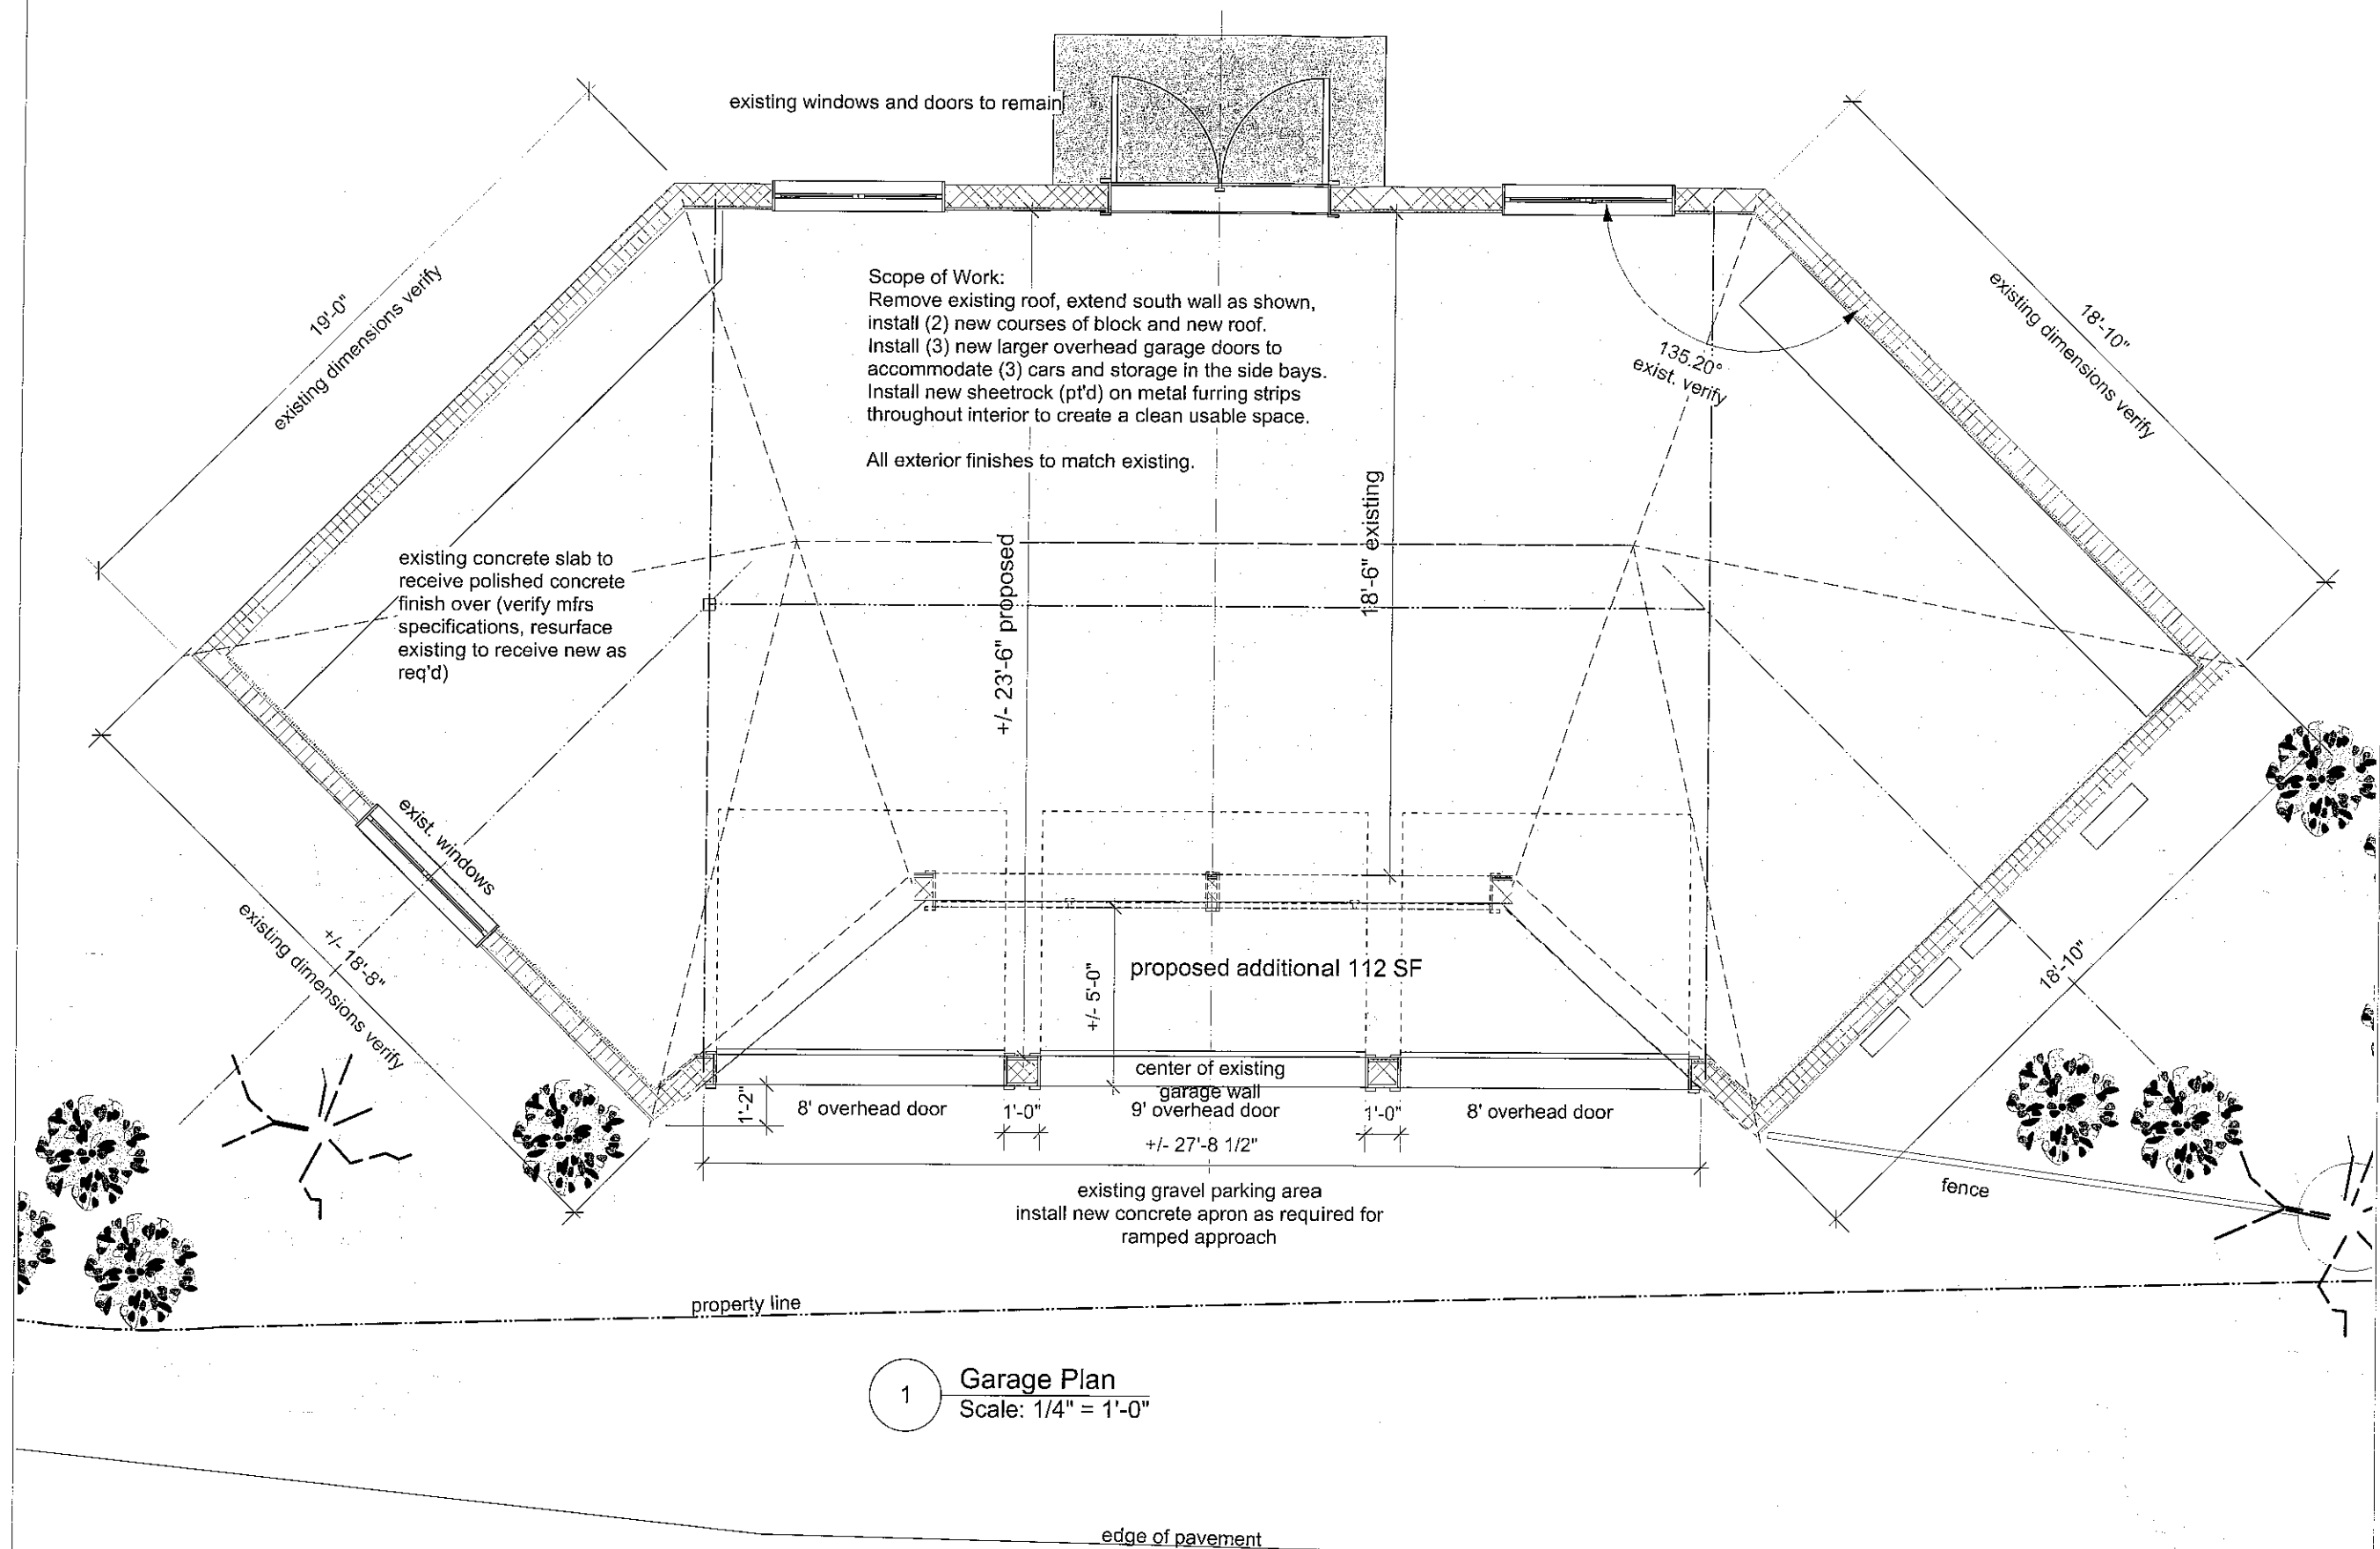 existing windows and doors to remain
19'-0"
existing dimensions verify
18'-10"
existing dimensions verify
Scope of Work:
Remove existing roof, extend south wall as shown,
install (2) new courses of block and new roof.
Install (3) new larger overhead garage doors to
accommodate (3) cars and storage in the side bays.
Install new sheetrock (pt'd) on metal furring strips
throughout interior to create a clean usable space.
All exterior finishes to match existing.
135.20°
exist. verify
+/- 23'-6" proposed
18'-6" existing
existing concrete slab to
receive polished concrete
finish over (verify mfrs
specifications, resurface
existing to receive new as
req'd)
exist. windows
+/- 18'-8"
existing dimensions verify
+/- 5'-0"
proposed additional 112 SF
18'-10"
center of existing
garage wall
1'-2"
8' overhead door
1'-0"
9' overhead door
1'-0"
8' overhead door
+/- 27'-8 1/2"
existing gravel parking area
install new concrete apron as required for
ramped approach
fence
property line
1
Garage Plan
Scale: 1/4" = 1'-0"
edge of pavement